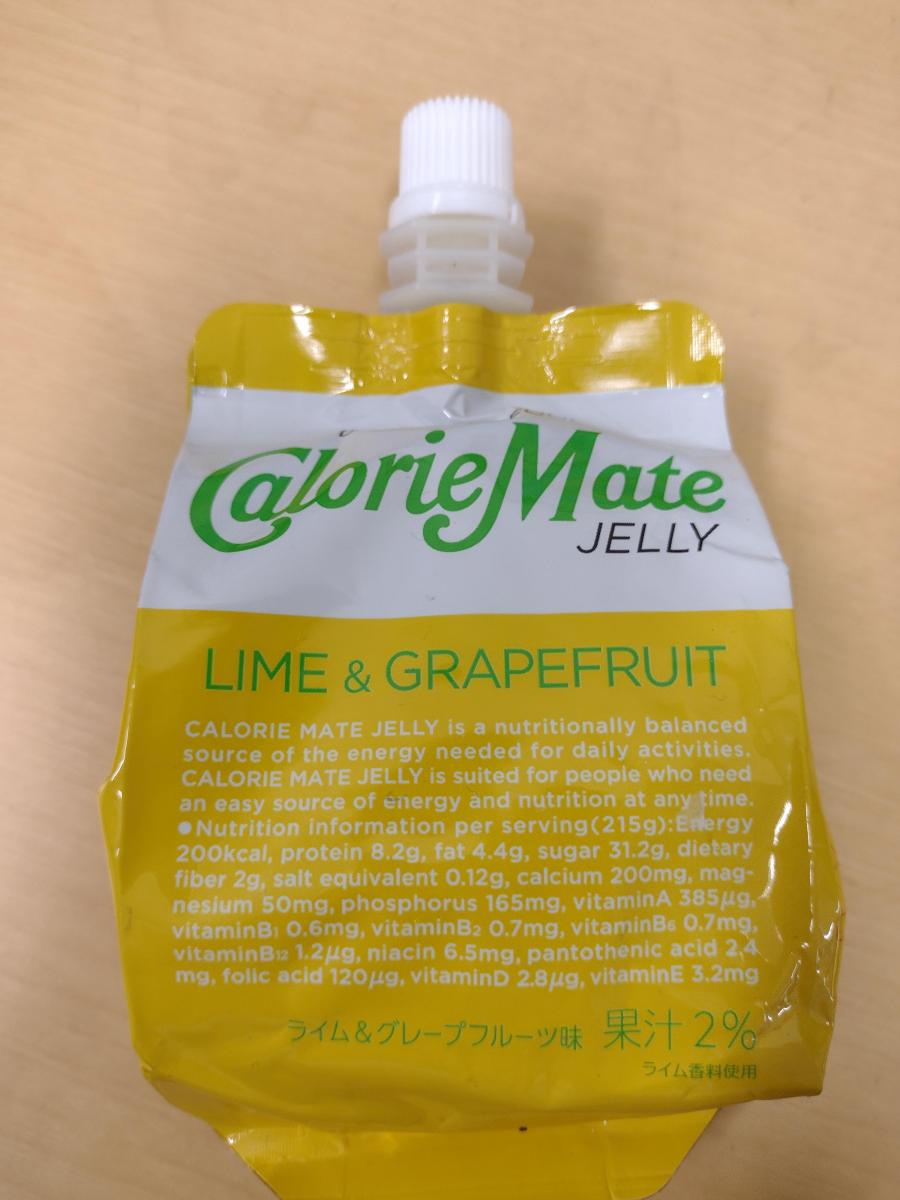 CalorieMate
JELLY
LIME & GRAPEFRUIT
CALORIE MATE JELLY is a nutritionally balanced
source of the energy needed for daily activities.
CALORIE MATE JELLY is suited for people who need
an easy source of energy and nutrition at any time.
●Nutrition information per serving(215g):Energy
200kcal, protein 8.2g, fat 4.4g, sugar 31.2g, dietary
fiber 2g, salt equivalent 0.12g, calcium 200mg, mag-
nesium 50mg, phosphorus 165mg, vitaminA 385μg,
vitaminB₁ 0.6mg, vitaminB₂ 0.7mg, vitaminB₆ 0.7mg,
vitaminB₁₂ 1.2μg, niacin 6.5mg, pantothenic acid 2.4
mg, folic acid 120μg, vitaminD 2.8μg, vitaminE 3.2mg
ライム&グレープフルーツ味 果汁2%
ライム香料使用